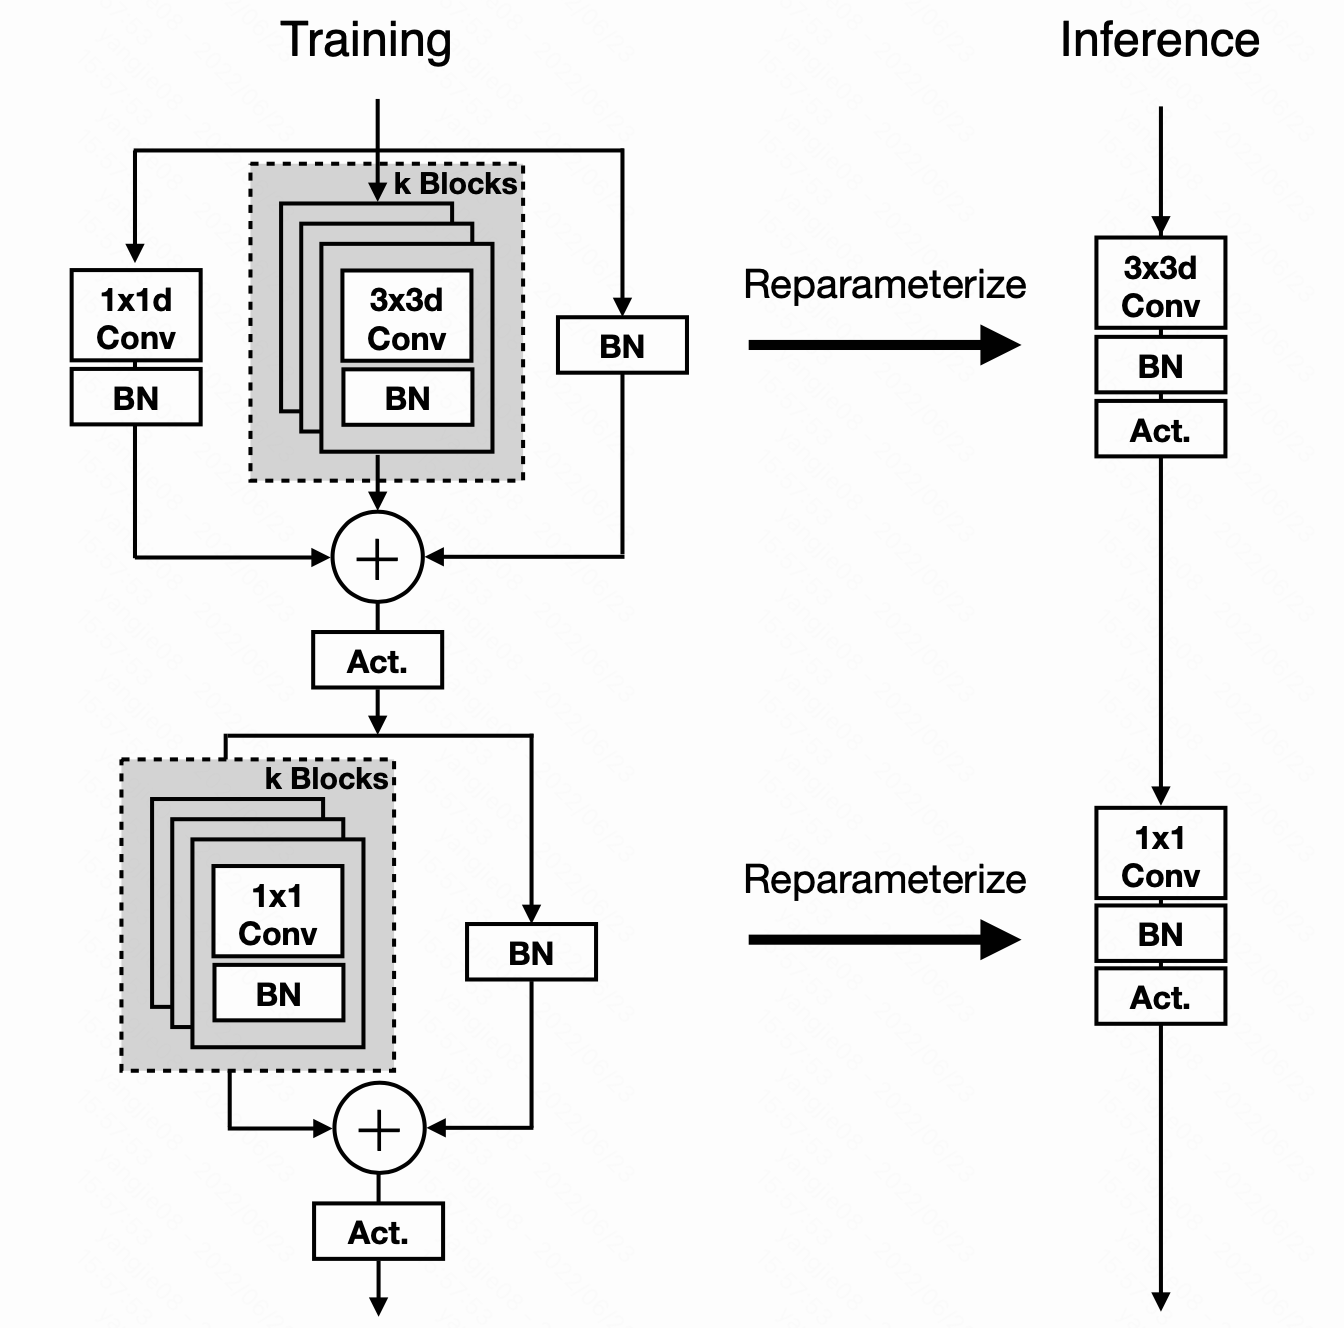 Training
Inference
k Blocks
1x1d
Conv
BN
3x3d
Conv
BN
BN
Reparameterize
3x3d
Conv
BN
Act.
Act.
k Blocks
1x1
Conv
BN
BN
Reparameterize
1x1
Conv
BN
Act.
Act.